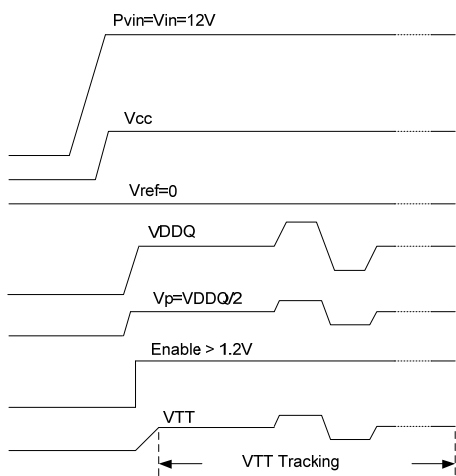 Pvin=Vin=12V
Vcc
Vref=0
VDDQ
Vp=VDDQ/2
Enable > 1.2V
VTT
VTT Tracking